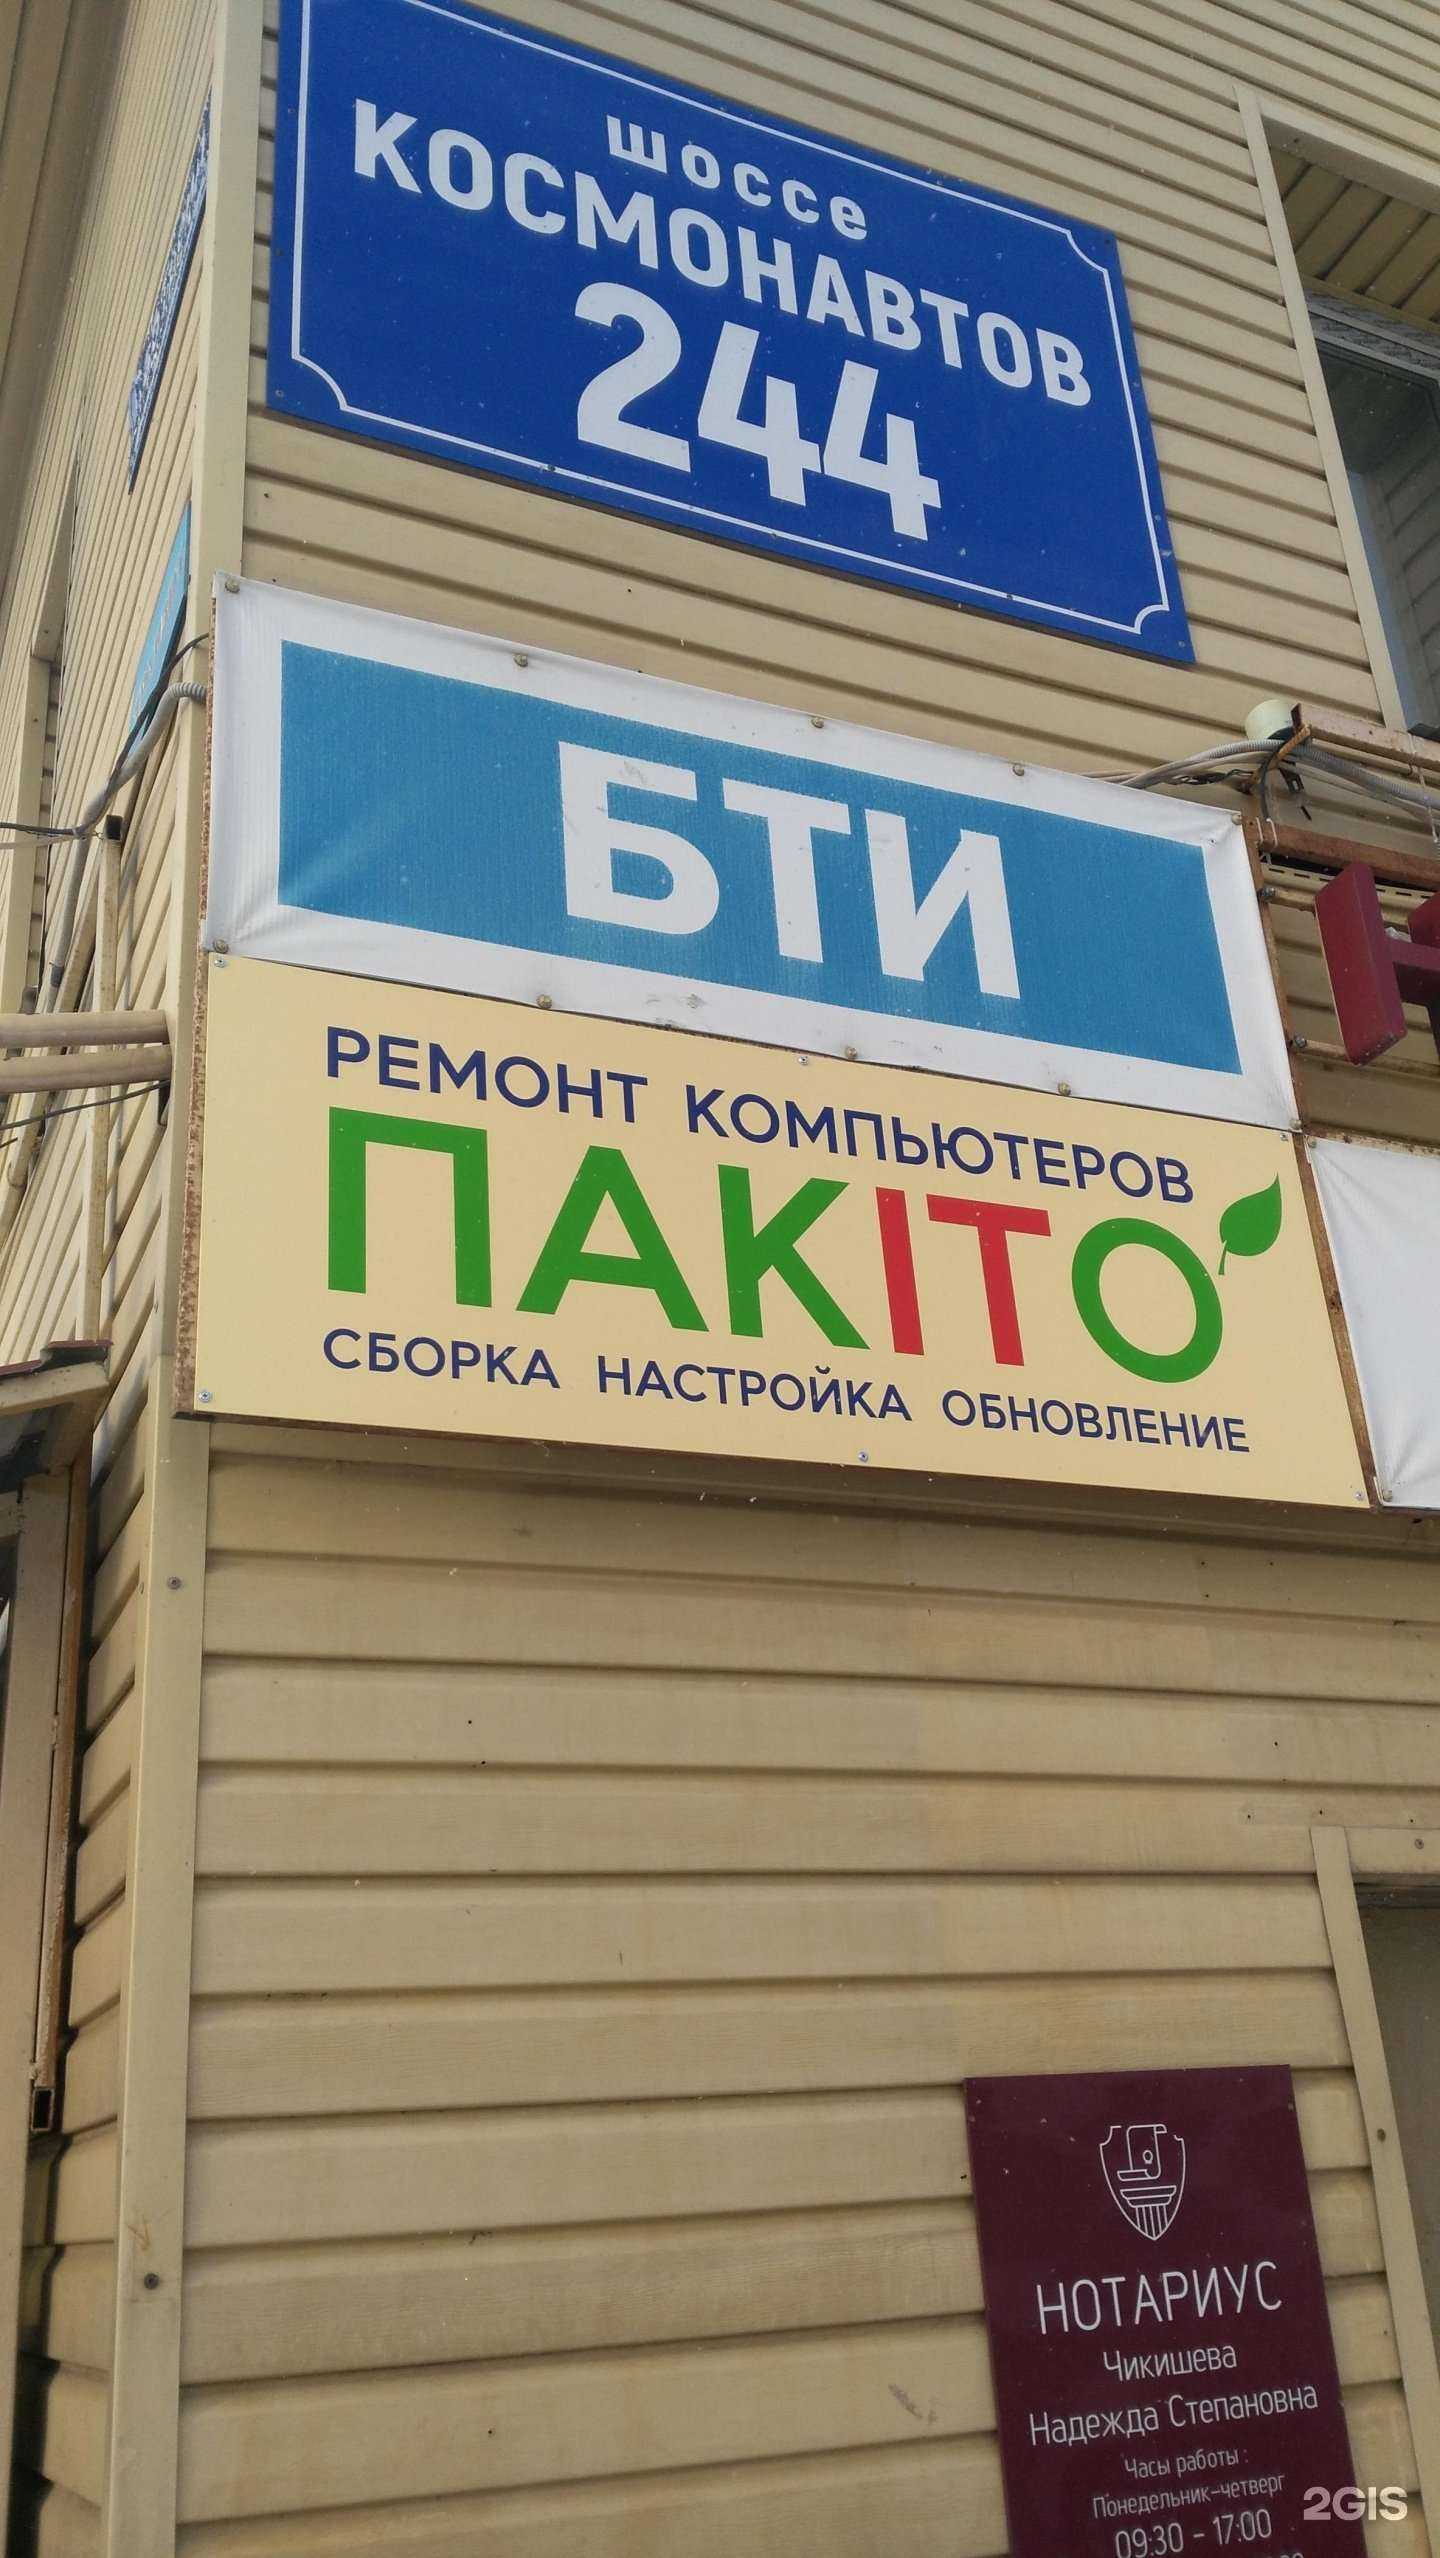 шоссе
КОСМОНАВТОВ
244
БТИ
РЕМОНТ КОМПЬЮТЕРОВ
ПАКІТО
СБОРКА НАСТРОЙКА ОБНОВЛЕНИЕ
НОТАРИУС
Чикишева
Надежда Степановна
Часы работы :
Понедельник-четверг
09:30 - 17:00
2GIS